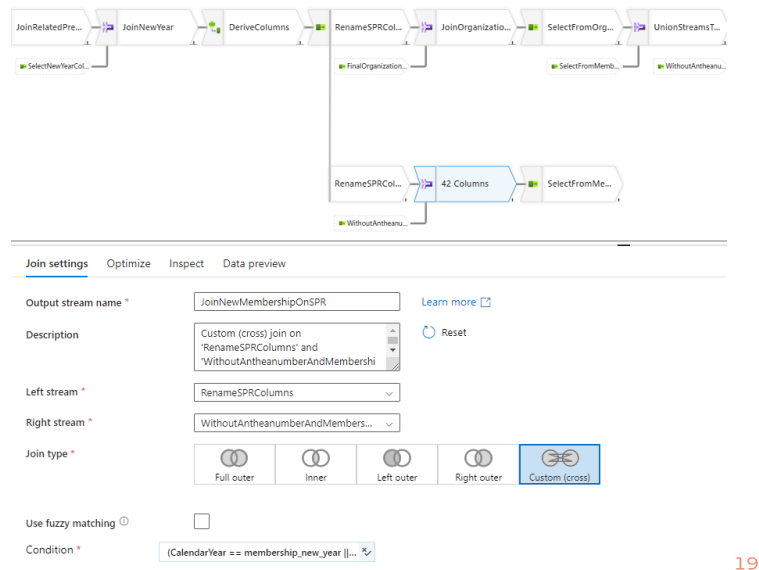 JoinRelatedPre...
JoinNewYear
DeriveColumns
RenameSPRCol...
JoinOrganizatio...
SelectFromOrg...
UnionStreamsT...
SelectNewYearCol...
FinalOrganization...
SelectFromMemb...
WithoutAntheanu...
RenameSPRCol...
42 Columns
SelectFromMe...
WithoutAntheanu...
Join settings Optimize Inspect Data preview
Output stream name * JoinNewMembershipOnSPR Learn more
Description Custom (cross) join on Reset
'RenameSPRColumns' and
'WithoutAntheanumberAndMembershi
Left stream * RenameSPRColumns
Right stream * WithoutAntheanumberAndMembers...
Join type *
Full outer Inner Left outer Right outer Custom (cross)
Use fuzzy matching
Condition * (CalendarYear == membership_new_year ||...
19